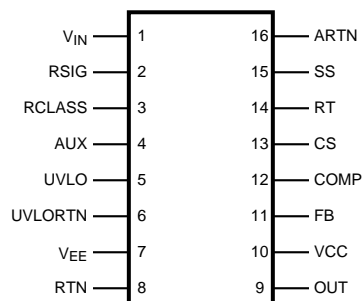 VIN 1 16 ARTN
RSIG 2 15 SS
RCLASS 3 14 RT
AUX 4 13 CS
UVLO 5 12 COMP
UVLORTN 6 11 FB
VEE 7 10 VCC
RTN 8 9 OUT